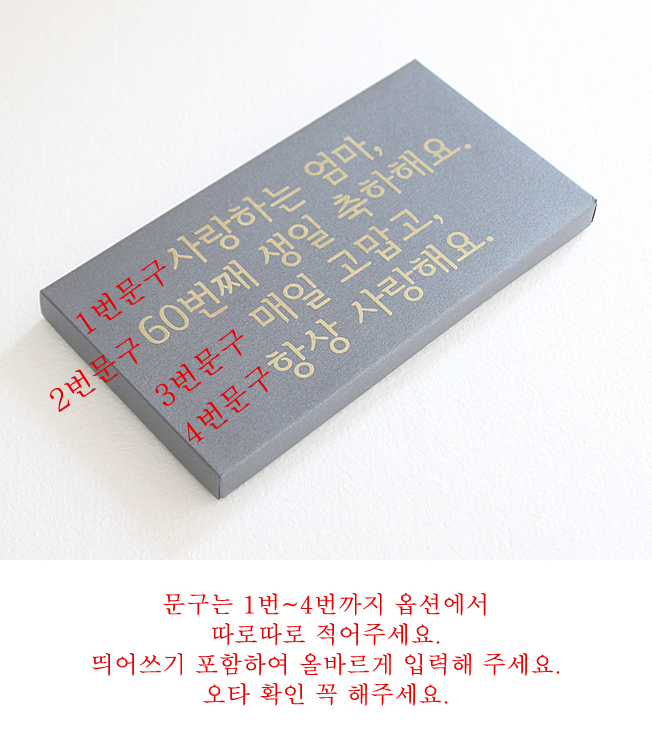 1번문구 사랑하는 엄마,
2번문구 60번째 생일 축하해요.
3번문구 매일 고맙고,
4번문구 항상 사랑해요.
문구는 1번~4번까지 옵션에서
따로따로 적어주세요.
띄어쓰기 포함하여 올바르게 입력해 주세요.
오타 확인 꼭 해주세요.